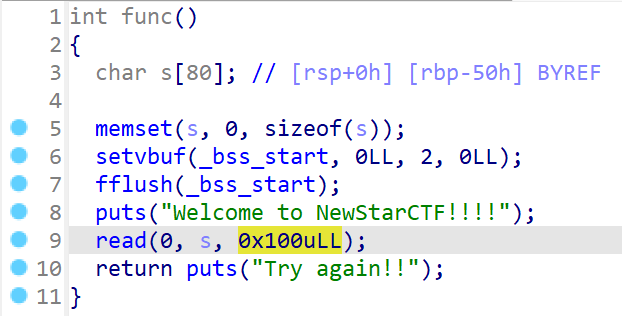 1 int func()
2 {
3   char s[80]; // [rsp+0h] [rbp-50h] BYREF
4
5   memset(s, 0, sizeof(s));
6   setvbuf(_bss_start, 0LL, 2, 0LL);
7   fflush(_bss_start);
8   puts("Welcome to NewStarCTF!!!!");
9   read(0, s, 0x100uLL);
10   return puts("Try again!!");
11 }